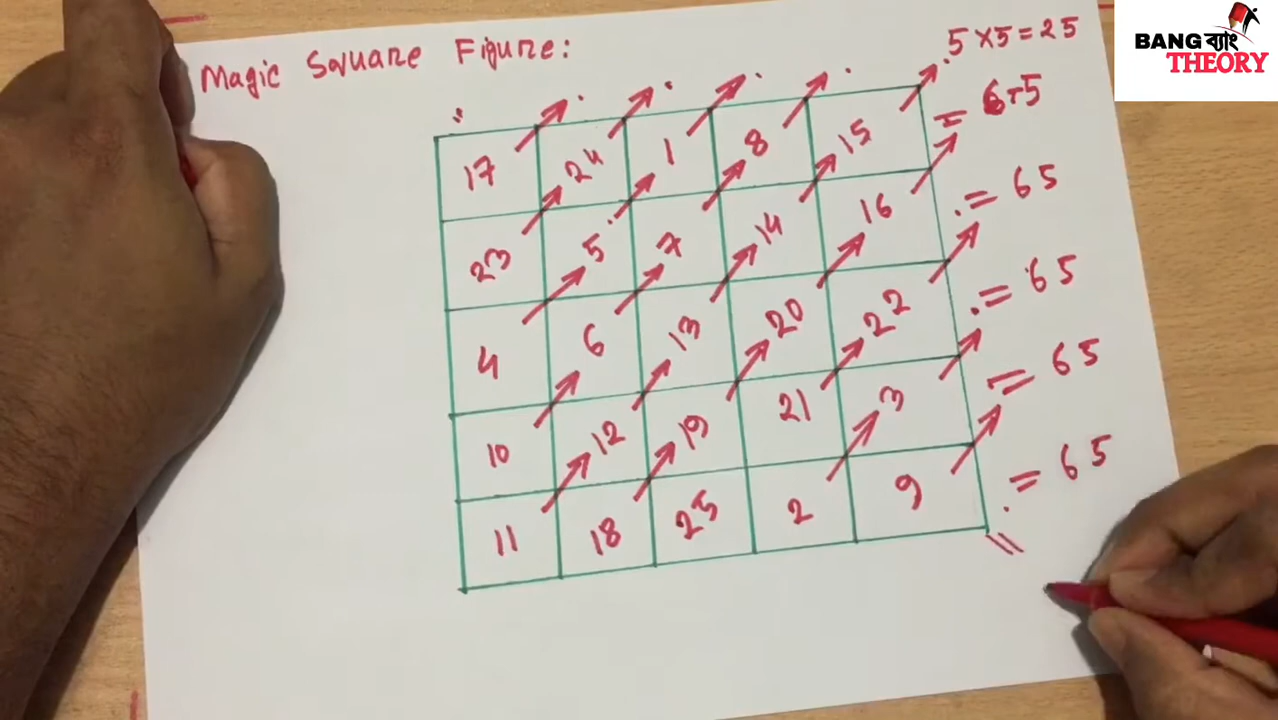 Magic Square Figure:
5 × 5 = 25
BANG ব্যাং
THEORY
17 24 1 8 15 = 65
23 5 7 14 16 = 65
4 6 13 20 22 = 65
10 12 19 21 3 = 65
11 18 25 2 9 = 65